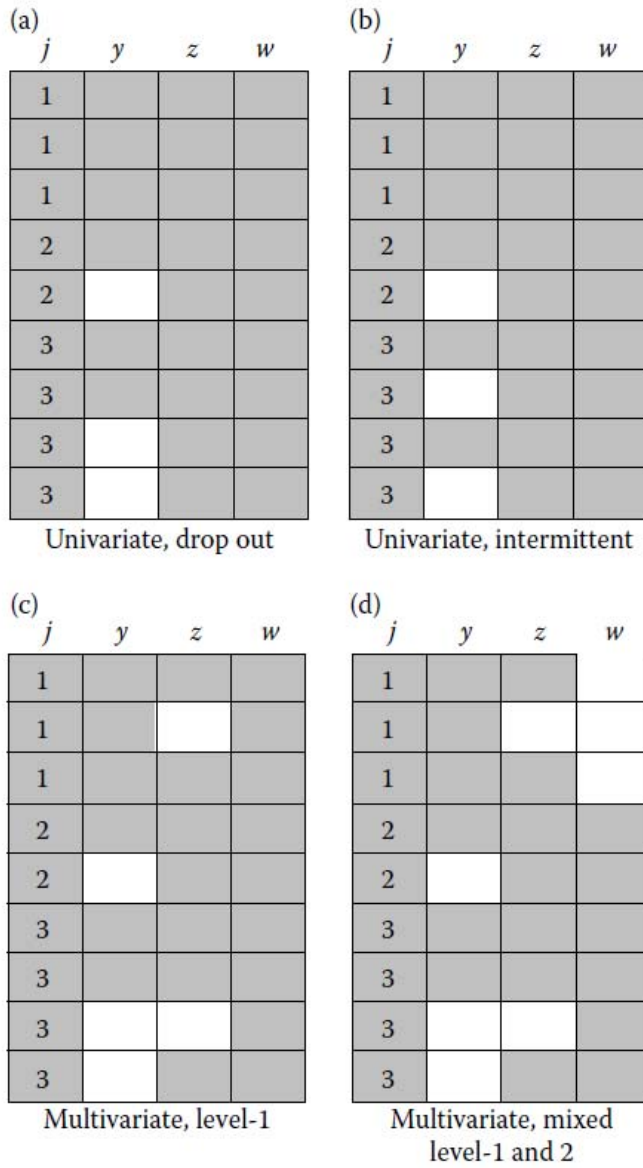 (a)
(b)
j y z w
j y z w
1
1
1
1
1
1
2
2
2
2
3
3
3
3
3
3
3
3
Univariate, drop out
Univariate, intermittent
(c)
(d)
j y z w
j y z w
1
1
1
1
1
1
2
2
2
2
3
3
3
3
3
3
3
3
Multivariate, level-1
Multivariate, mixed
level-1 and 2